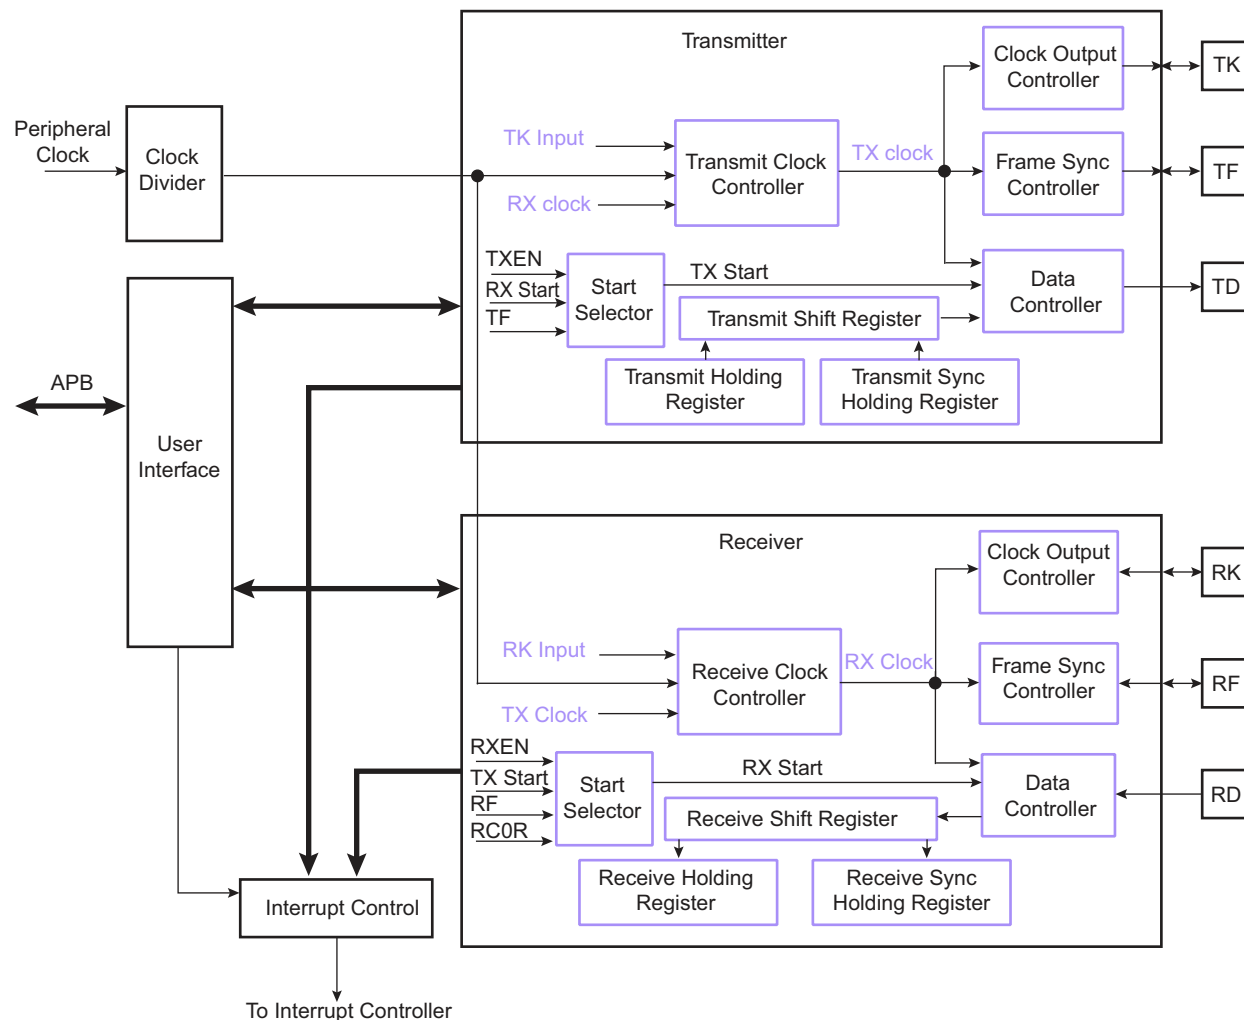 Transmitter
Clock Output
Controller
TK
Peripheral
Clock
Clock
Divider
TK Input
Transmit Clock
Controller
TX clock
Frame Sync
Controller
TF
RX clock
TXEN
RX Start
TF
Start
Selector
TX Start
Data
Controller
TD
Transmit Shift Register
Transmit Holding
Register
Transmit Sync
Holding Register
APB
User
Interface
Receiver
Clock Output
Controller
RK
RK Input
Receive Clock
Controller
RX Clock
Frame Sync
Controller
RF
TX Clock
RXEN
TX Start
RF
RC0R
Start
Selector
RX Start
Data
Controller
RD
Receive Shift Register
Receive Holding
Register
Receive Sync
Holding Register
Interrupt Control
To Interrupt Controller